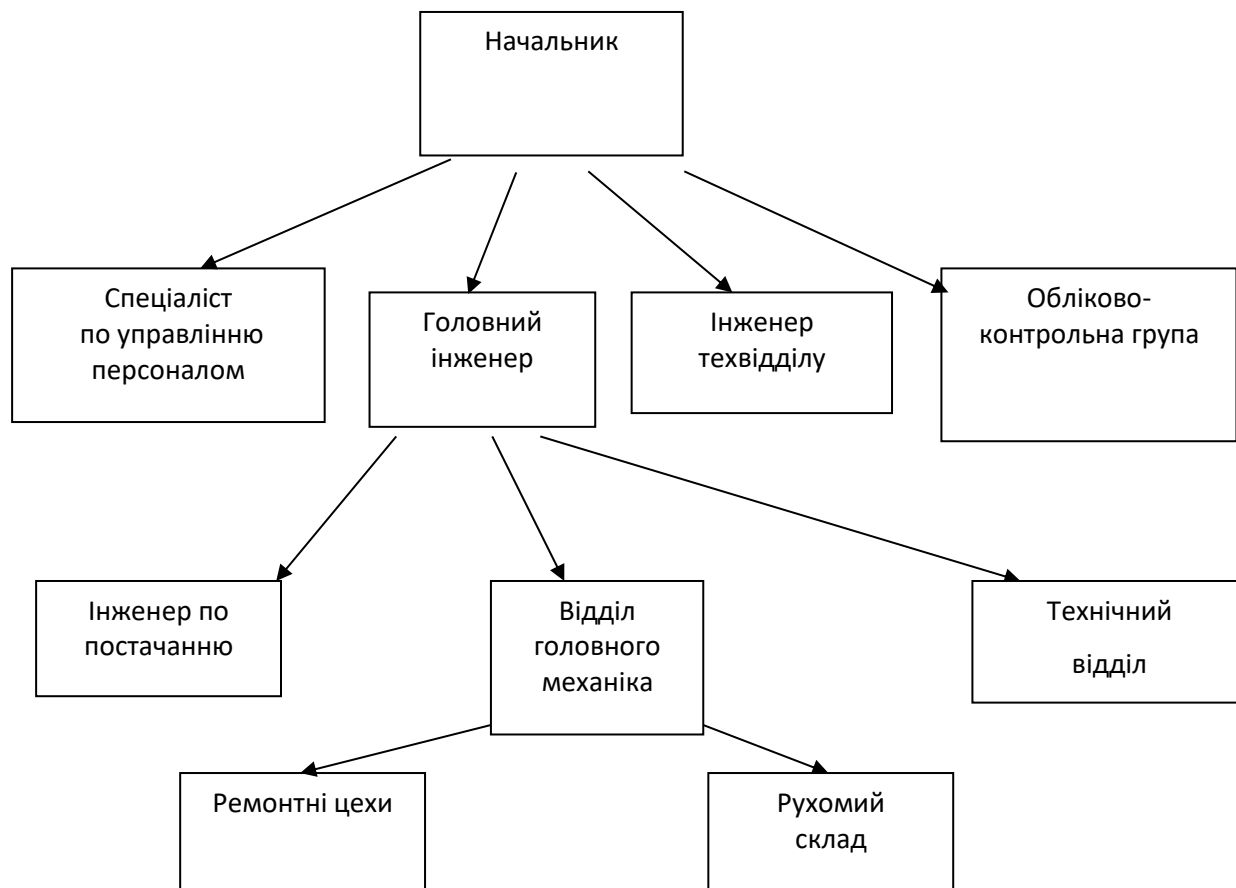 Начальник
Спеціаліст
по управлінню
персоналом
Головний
інженер
Інженер
техвідділу
Обліково-
контрольна група
Інженер по
постачанню
Відділ
головного
механіка
Технічний
відділ
Ремонтні цехи
Рухомий
склад